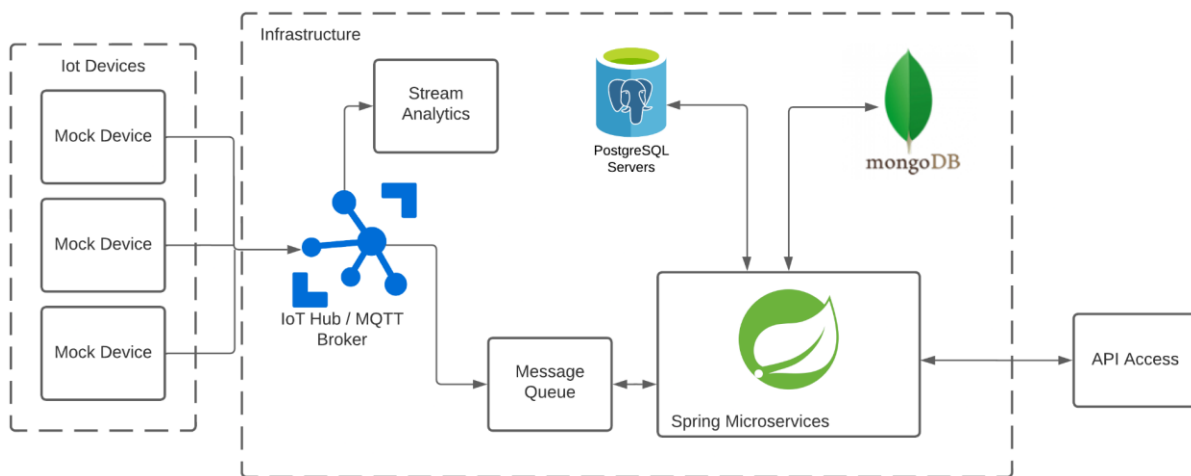 Infrastructure
Iot Devices
Mock Device
Mock Device
Mock Device
Stream
Analytics
IoT Hub / MQTT
Broker
Message
Queue
PostgreSQL
Servers
mongoDB
Spring Microservices
API Access